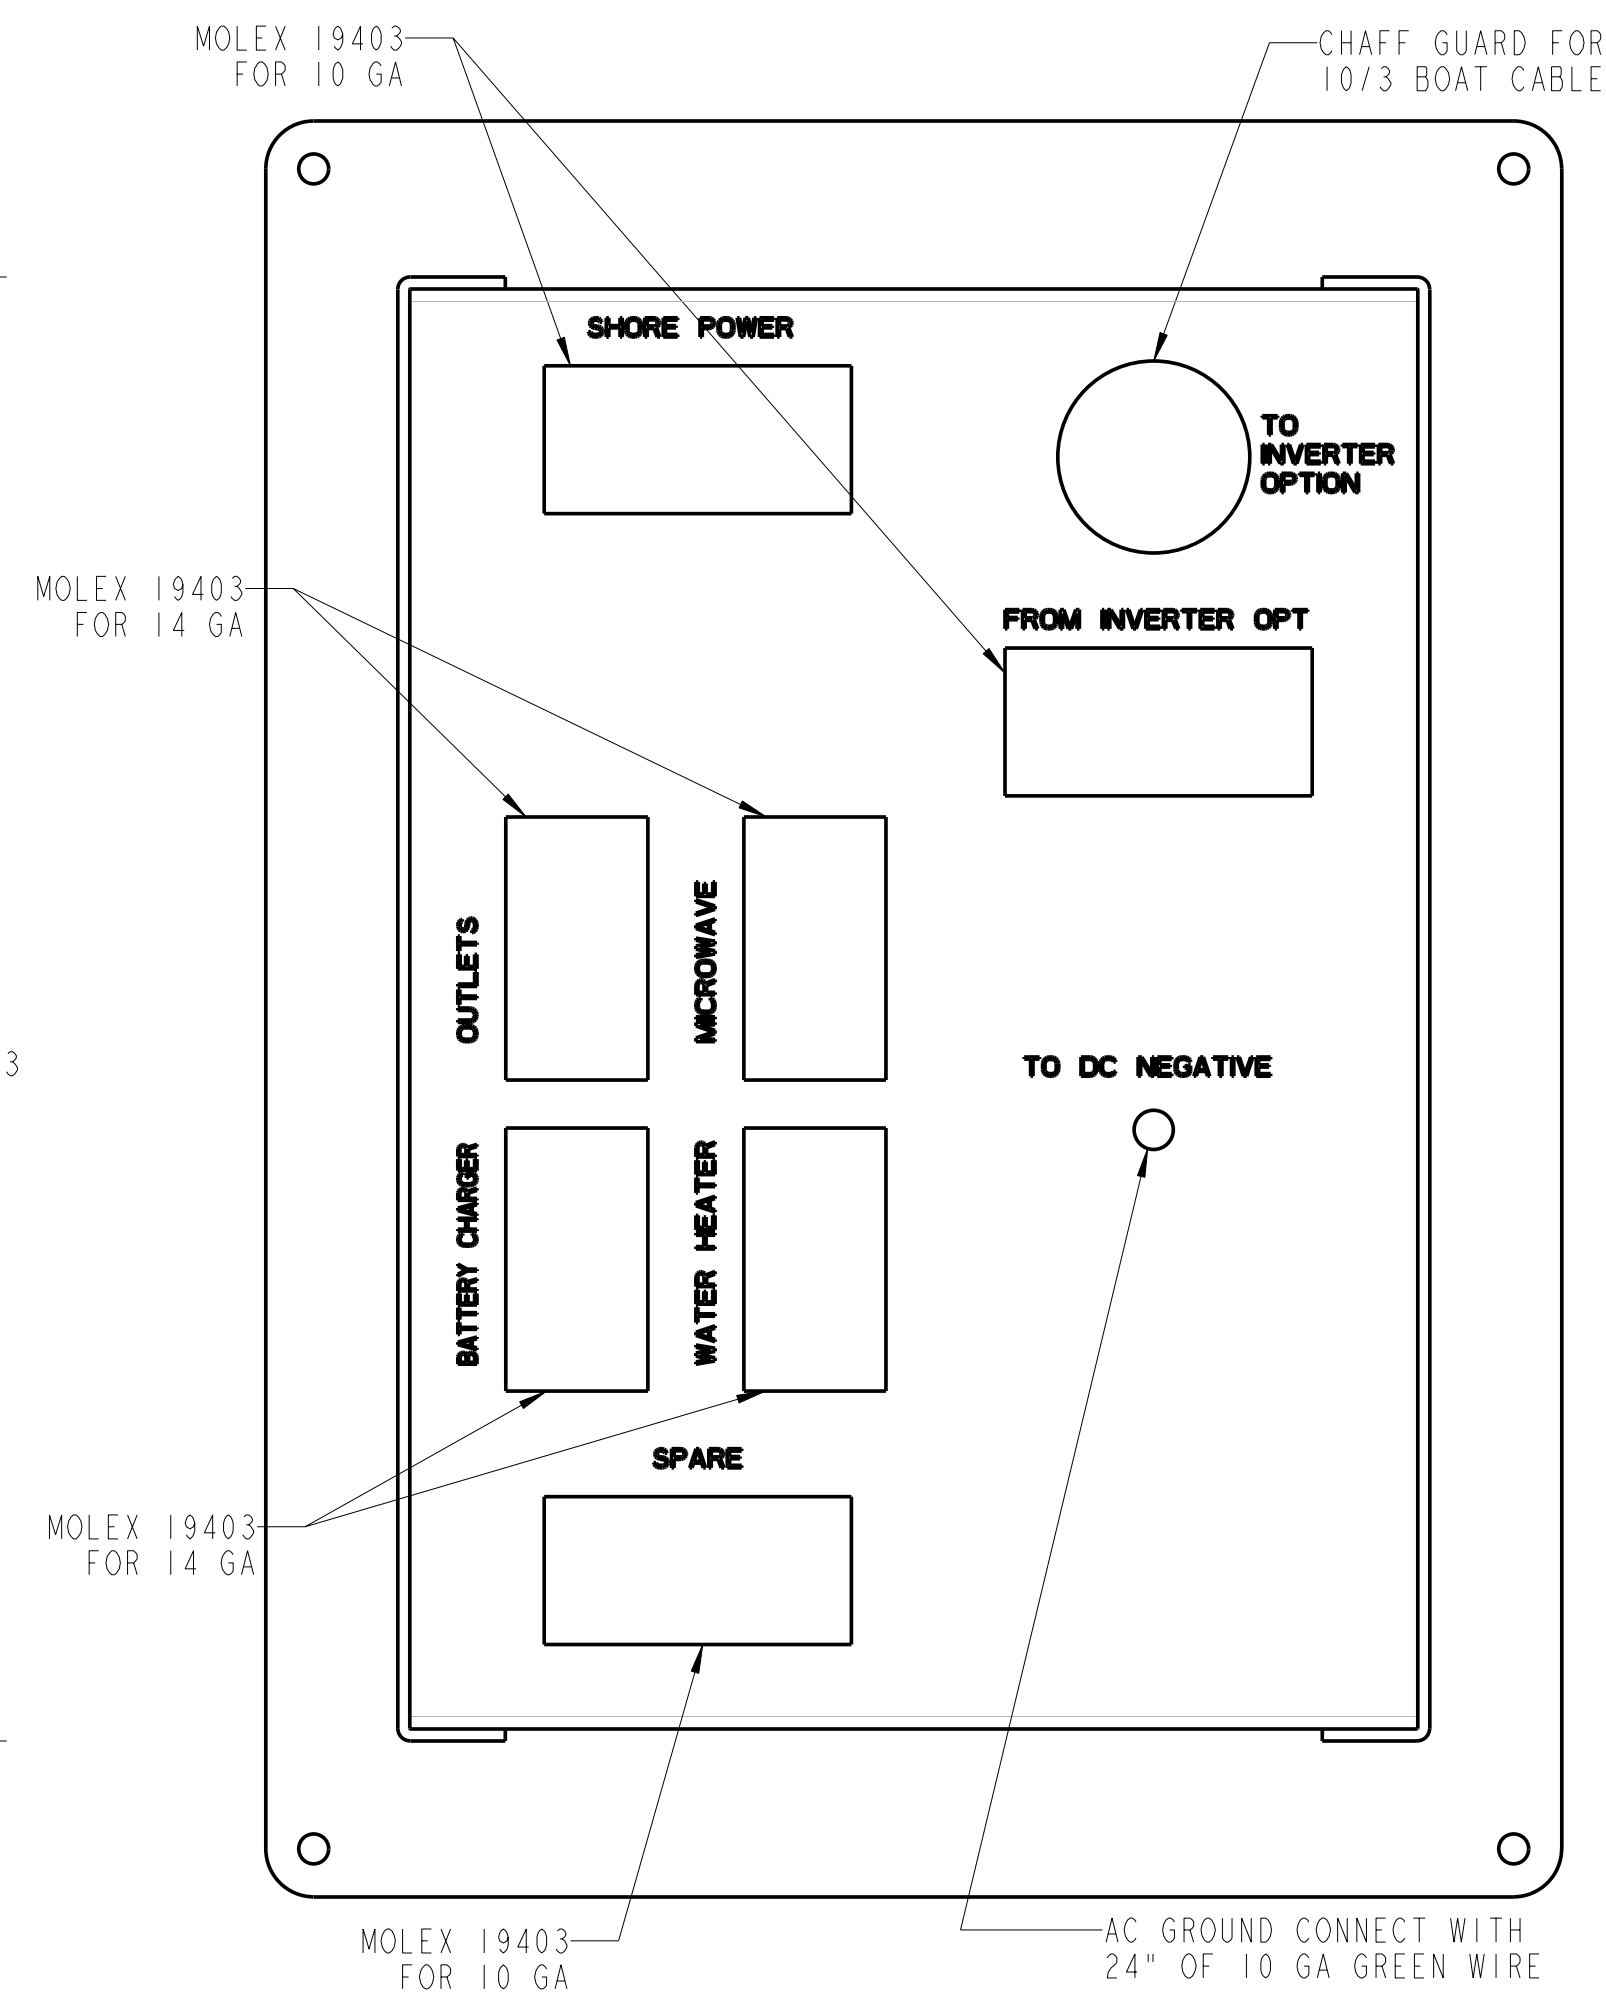 MOLEX 19403
FOR 10 GA
CHAFF GUARD FOR
10/3 BOAT CABLE
SHORE POWER
TO
INVERTER
OPTION
MOLEX 19403
FOR 14 GA
FROM INVERTER OPT
OUTLETS
MICROWAVE
3
TO DC NEGATIVE
BATTERY CHARGER
WATER HEATER
SPARE
MOLEX 19403
FOR 14 GA
MOLEX 19403
FOR 10 GA
AC GROUND CONNECT WITH
24" OF 10 GA GREEN WIRE